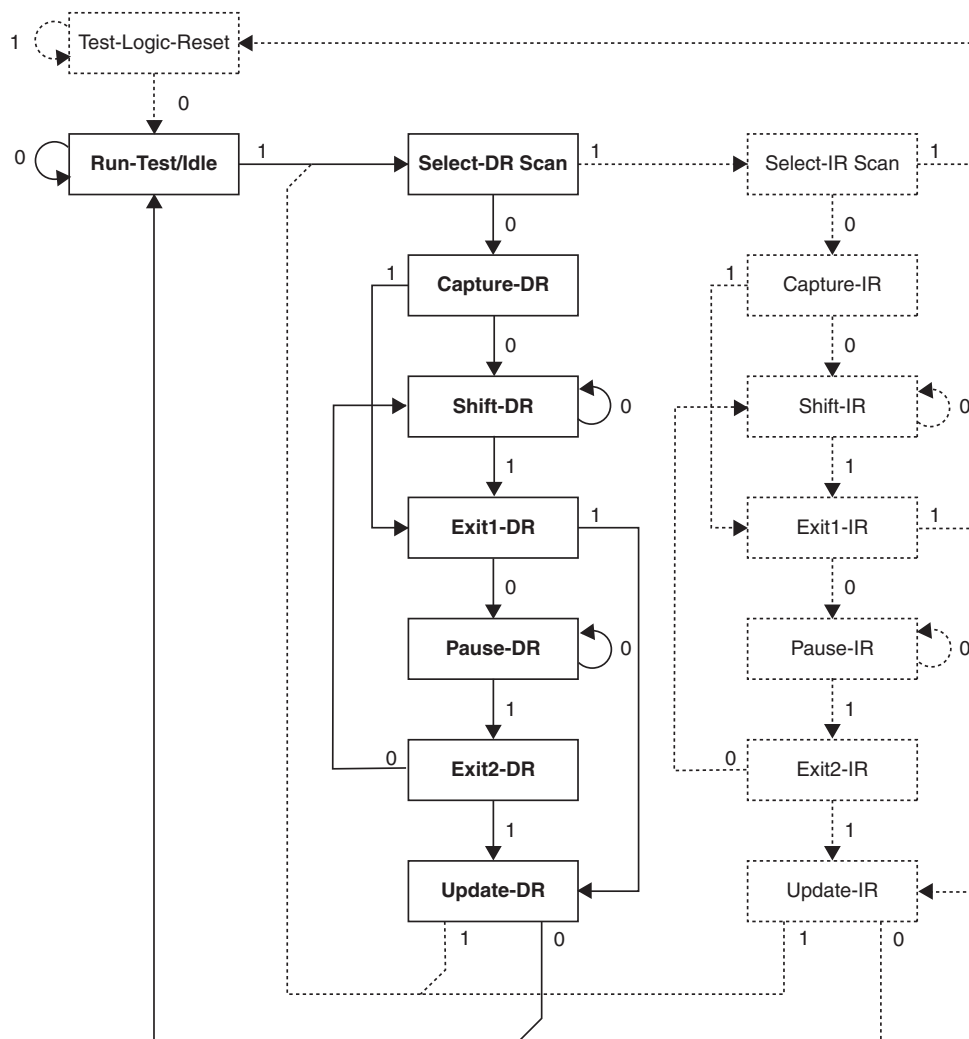 1 Test-Logic-Reset
0
0 Run-Test/Idle 1 Select-DR Scan 1 Select-IR Scan 1
0 0
1 Capture-DR 1 Capture-IR
0 0
Shift-DR 0 Shift-IR 0
1 1
Exit1-DR 1 Exit1-IR 1
0 0
Pause-DR 0 Pause-IR 0
1 1
0 Exit2-DR 0 Exit2-IR
1 1
Update-DR Update-IR
1 0 1 0